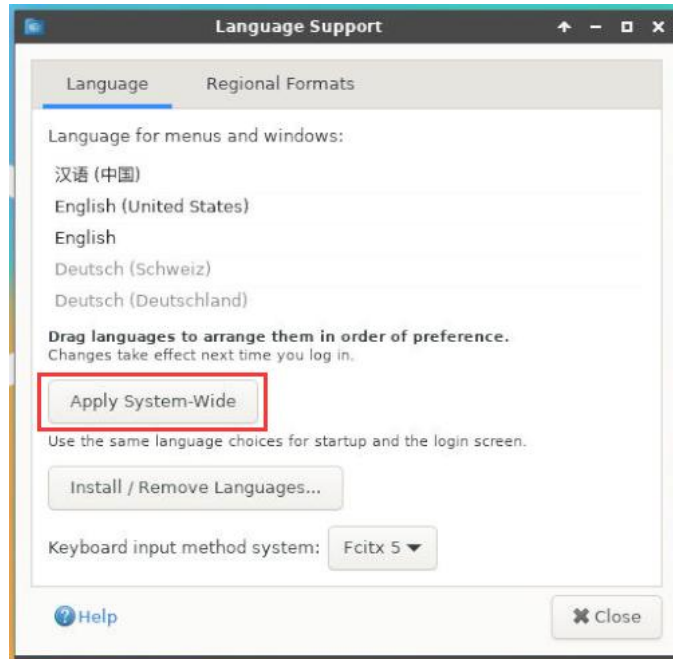 Language Support
Language Regional Formats
Language for menus and windows:
汉语 (中国)
English (United States)
English
Deutsch (Schweiz)
Deutsch (Deutschland)
Drag languages to arrange them in order of preference.
Changes take effect next time you log in.
Apply System-Wide
Use the same language choices for startup and the login screen.
Install / Remove Languages...
Keyboard input method system: Fcitx 5
Help Close